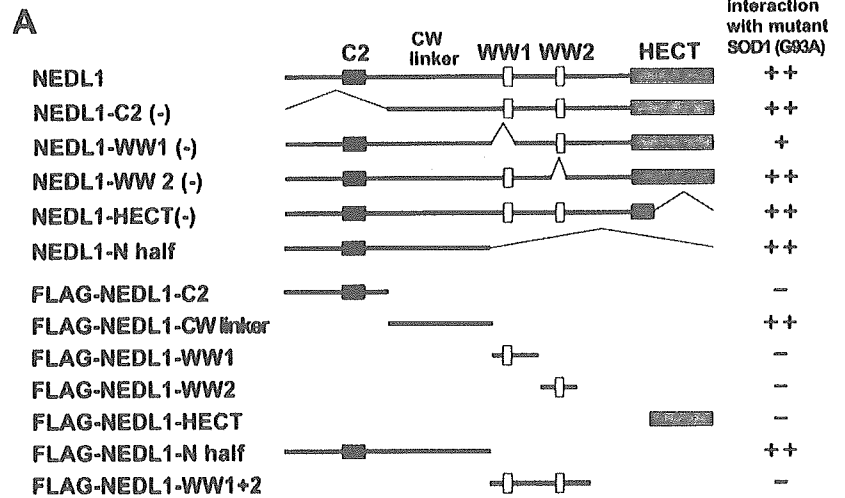 A
interaction
with mutant
SOD1 (G93A)
C2 CW linker WW1 WW2 HECT
NEDL1 ++
NEDL1-C2 (-) ++
NEDL1-WW1 (-) +
NEDL1-WW 2 (-) ++
NEDL1-HECT(-) ++
NEDL1-N half ++
FLAG-NEDL1-C2 –
FLAG-NEDL1-CW linker ++
FLAG-NEDL1-WW1 –
FLAG-NEDL1-WW2 –
FLAG-NEDL1-HECT –
FLAG-NEDL1-N half ++
FLAG-NEDL1-WW1+2 –